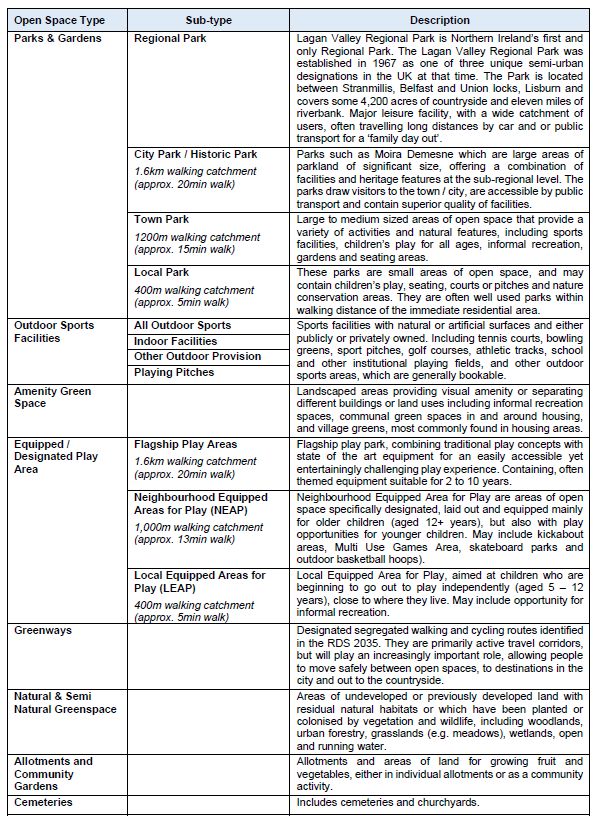 Open Space Type Sub-type Description
Parks & Gardens
Regional Park
Lagan Valley Regional Park is Northern Ireland's first and
only Regional Park. The Lagan Valley Regional Park was
established in 1967 as one of three unique semi-urban
designations in the UK at that time. The Park is located
between Stranmillis, Belfast and Union locks, Lisburn and
covers some 4,200 acres of countryside and eleven miles of
riverbank. Major leisure facility, with a wide catchment of
users, often travelling long distances by car and or public
transport for a 'family day out'.
City Park / Historic Park
1.6km walking catchment
(approx. 20min walk)
Parks such as Moira Demesne which are large areas of
parkland of significant size, offering a combination of
facilities and heritage features at the sub-regional level. The
parks draw visitors to the town / city, are accessible by public
transport and contain superior quality of facilities.
Town Park
1200m walking catchment
(approx. 15min walk)
Large to medium sized areas of open space that provide a
variety of activities and natural features, including sports
facilities, children's play for all ages, informal recreation,
gardens and seating areas.
Local Park
400m walking catchment
(approx. 5min walk)
These parks are small areas of open space, and may
contain children's play, seating, courts or pitches and nature
conservation areas. They are often well used parks within
walking distance of the immediate residential area.
Outdoor Sports
Facilities
All Outdoor Sports
Indoor Facilities
Other Outdoor Provision
Playing Pitches
Sports facilities with natural or artificial surfaces and either
publicly or privately owned. Including tennis courts, bowling
greens, sport pitches, golf courses, athletic tracks, school
and other institutional playing fields, and other outdoor
sports areas, which are generally bookable.
Amenity Green
Space
Landscaped areas providing visual amenity or separating
different buildings or land uses including informal recreation
spaces, communal green spaces in and around housing,
and village greens, most commonly found in housing areas.
Equipped /
Designated Play
Area
Flagship Play Areas
1.6km walking catchment
(approx. 20min walk)
Flagship play park, combining traditional play concepts with
state of the art equipment for an easily accessible yet
entertainingly challenging play experience. Containing, often
themed equipment suitable for 2 to 10 years.
Neighbourhood Equipped
Areas for Play (NEAP)
1,000m walking catchment
(approx. 13min walk)
Neighbourhood Equipped Area for Play are areas of open
space specifically designated, laid out and equipped mainly
for older children (aged 12+ years), but also with play
opportunities for younger children. May include kickabout
areas, Multi Use Games Area, skateboard parks and
outdoor basketball hoops).
Local Equipped Areas for
Play (LEAP)
400m walking catchment
(approx. 5min walk)
Local Equipped Area for Play, aimed at children who are
beginning to go out to play independently (aged 5 – 12
years), close to where they live. May include opportunity for
informal recreation.
Greenways
Designated segregated walking and cycling routes identified
in the RDS 2035. They are primarily active travel corridors,
but will play an increasingly important role, allowing people
to move safely between open spaces, to destinations in the
city and out to the countryside.
Natural & Semi
Natural Greenspace
Areas of undeveloped or previously developed land with
residual natural habitats or which have been planted or
colonised by vegetation and wildlife, including woodlands,
urban forestry, grasslands (e.g. meadows), wetlands, open
and running water.
Allotments and
Community
Gardens
Allotments and areas of land for growing fruit and
vegetables, either in individual allotments or as a community
activity.
Cemeteries
Includes cemeteries and churchyards.